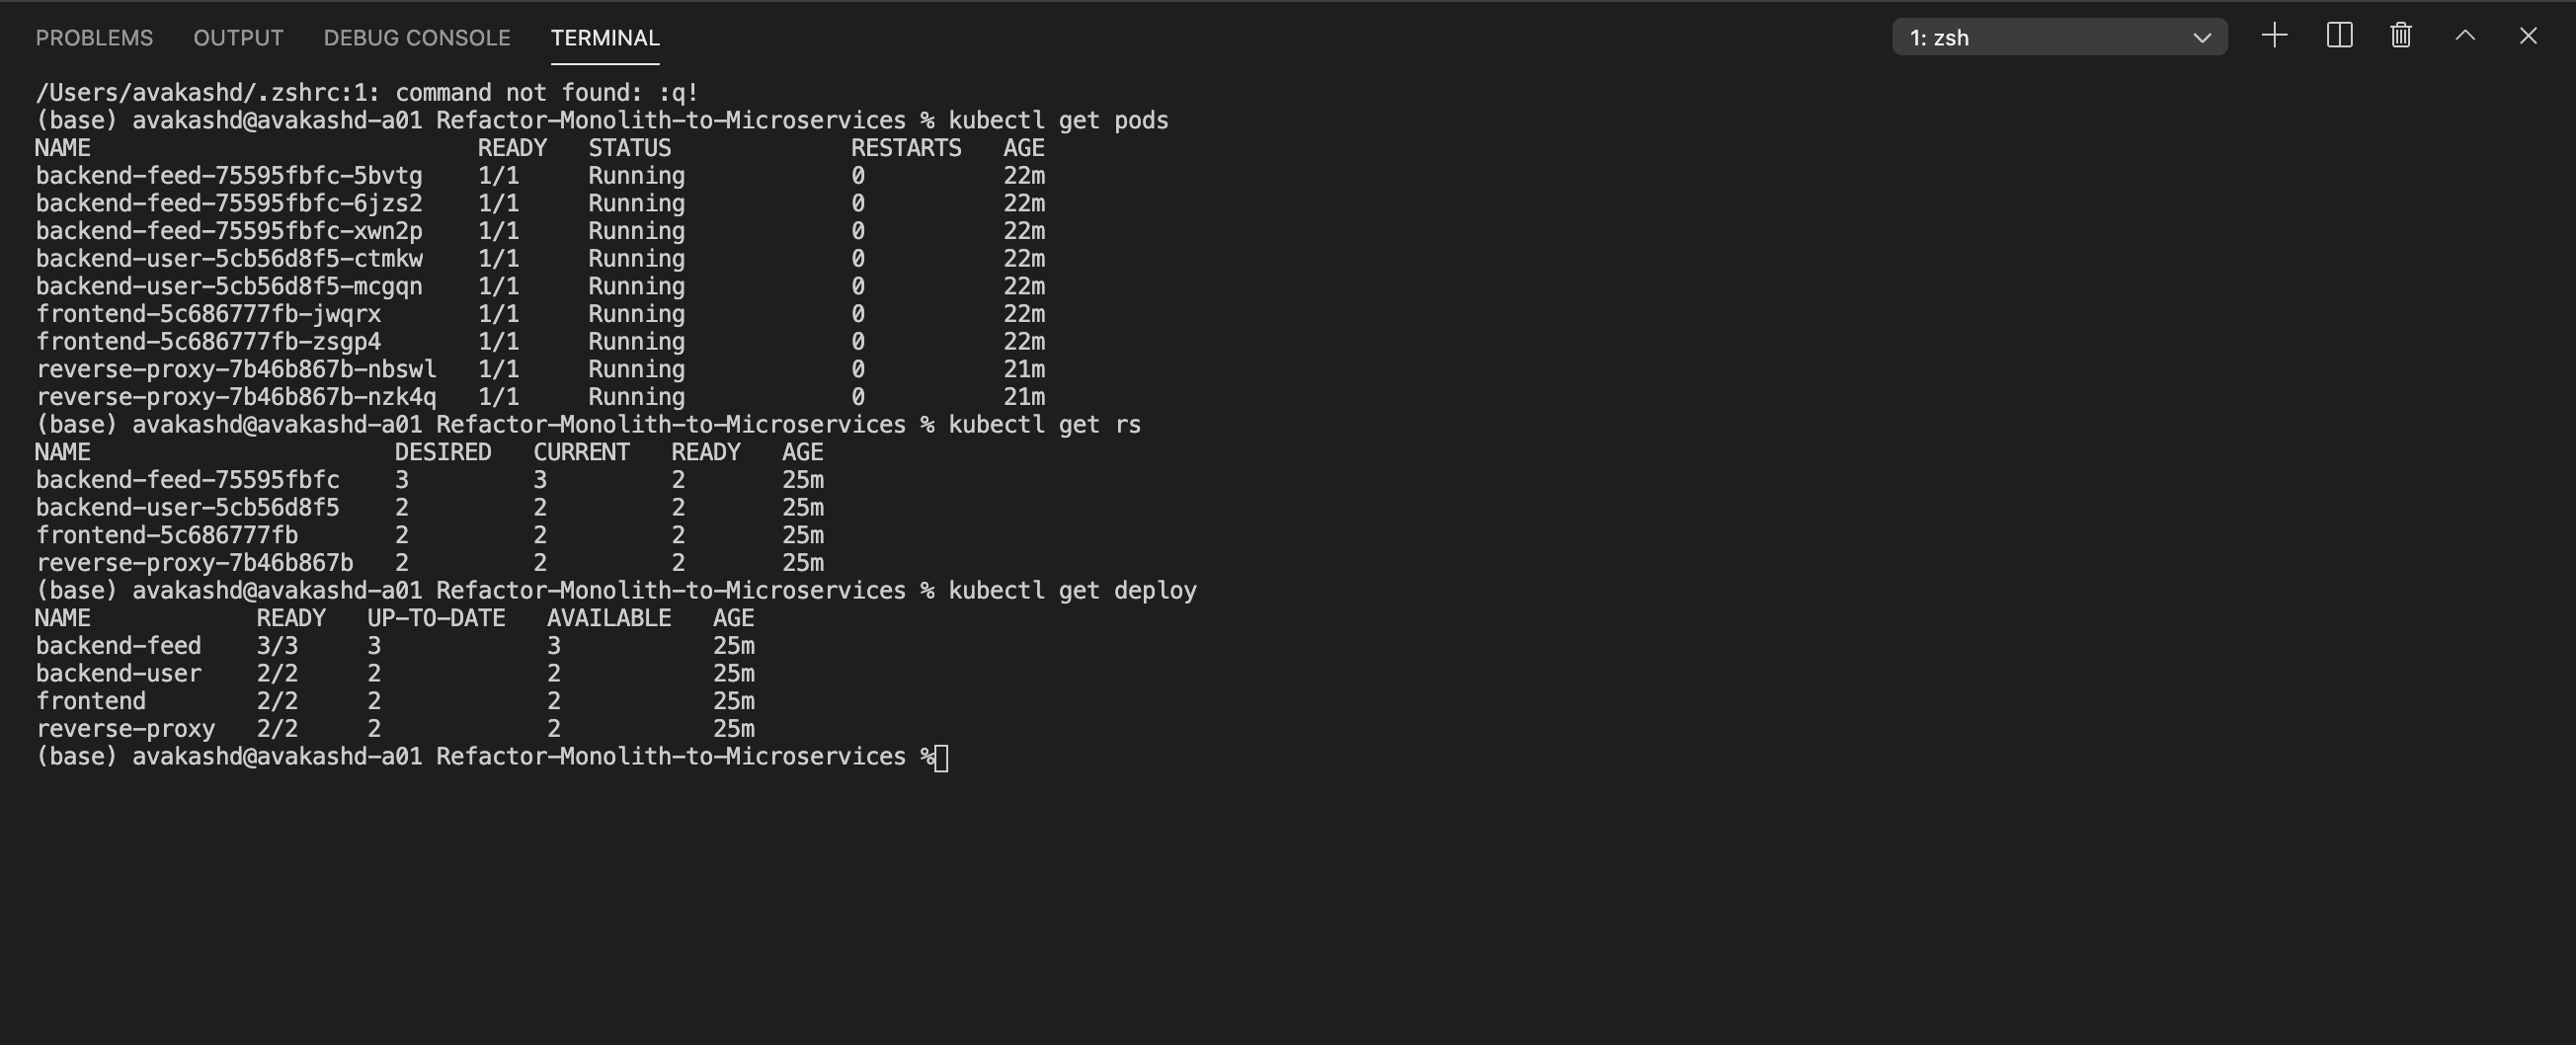 PROBLEMS OUTPUT DEBUG CONSOLE TERMINAL 1: zsh
/Users/avakashd/.zshrc:1: command not found: :q!
(base) avakashd@avakashd-a01 Refactor-Monolith-to-Microservices % kubectl get pods
NAME READY STATUS RESTARTS AGE
backend-feed-75595fbfc-5bvtg 1/1 Running 0 22m
backend-feed-75595fbfc-6jzs2 1/1 Running 0 22m
backend-feed-75595fbfc-xwn2p 1/1 Running 0 22m
backend-user-5cb56d8f5-ctmkw 1/1 Running 0 22m
backend-user-5cb56d8f5-mcgqn 1/1 Running 0 22m
frontend-5c686777fb-jwqrx 1/1 Running 0 22m
frontend-5c686777fb-zsgp4 1/1 Running 0 22m
reverse-proxy-7b46b867b-nbswl 1/1 Running 0 21m
reverse-proxy-7b46b867b-nzk4q 1/1 Running 0 21m
(base) avakashd@avakashd-a01 Refactor-Monolith-to-Microservices % kubectl get rs
NAME DESIRED CURRENT READY AGE
backend-feed-75595fbfc 3 3 2 25m
backend-user-5cb56d8f5 2 2 2 25m
frontend-5c686777fb 2 2 2 25m
reverse-proxy-7b46b867b 2 2 2 25m
(base) avakashd@avakashd-a01 Refactor-Monolith-to-Microservices % kubectl get deploy
NAME READY UP-TO-DATE AVAILABLE AGE
backend-feed 3/3 3 3 25m
backend-user 2/2 2 2 25m
frontend 2/2 2 2 25m
reverse-proxy 2/2 2 2 25m
(base) avakashd@avakashd-a01 Refactor-Monolith-to-Microservices %